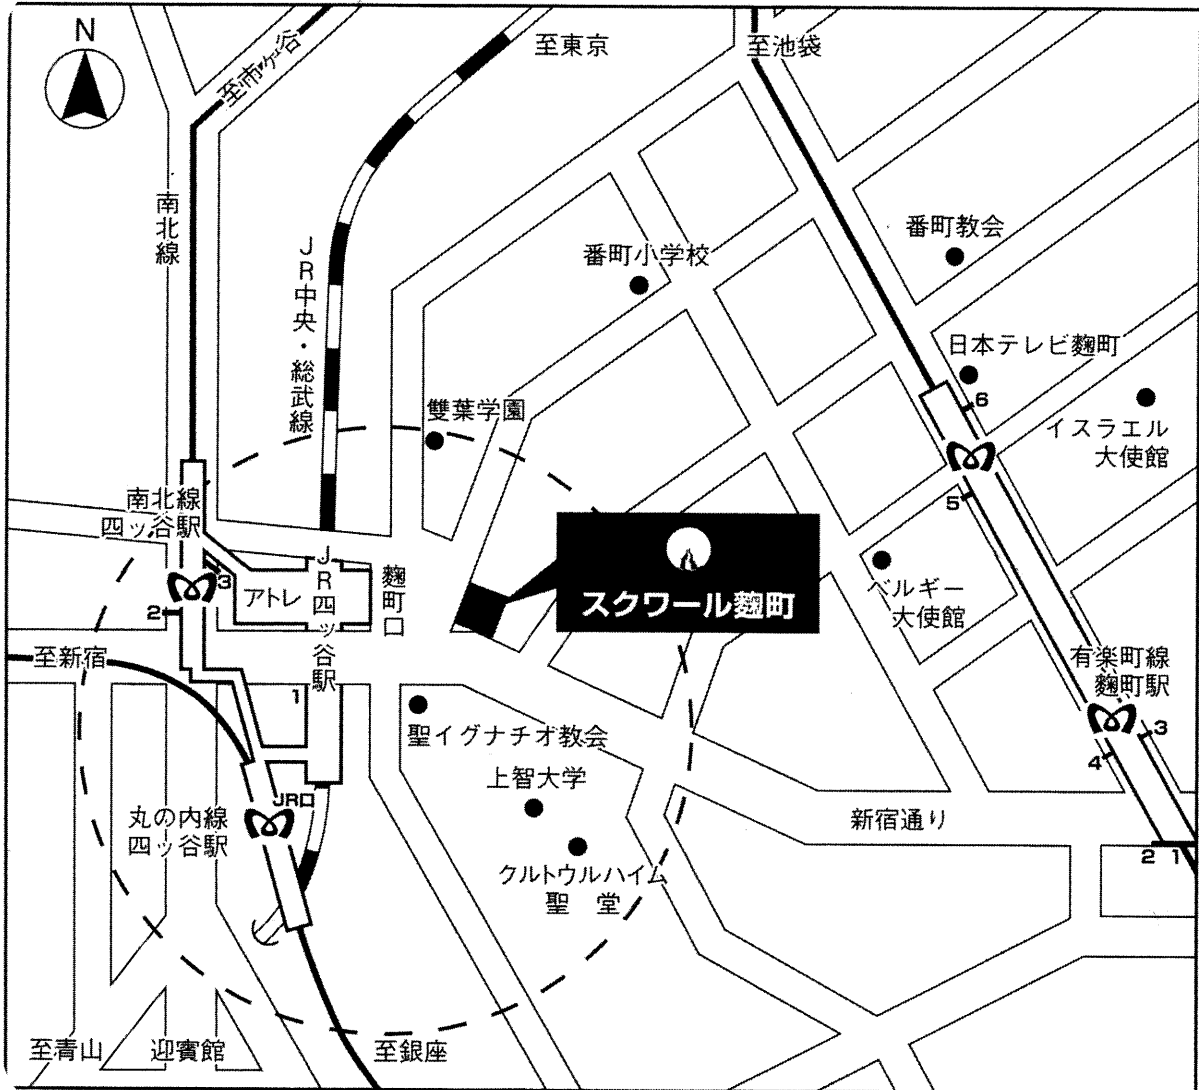 N
至市ヶ谷
至東京
至池袋
南北線
JR中央・総武線
番町小学校
番町教会
日本テレビ麴町
6
イスラエル
大使館
雙葉学園
5
南北線
四ッ谷駅
3
2
アトレ
JR四ッ谷駅
麴町口
スクワール麴町
ベルギー
大使館
至新宿
1
有楽町線
麴町駅
3
4
聖イグナチオ教会
上智大学
JR口
丸の内線
四ッ谷駅
新宿通り
2 1
クルトウルハイム
聖 堂
至青山
迎賓館
至銀座